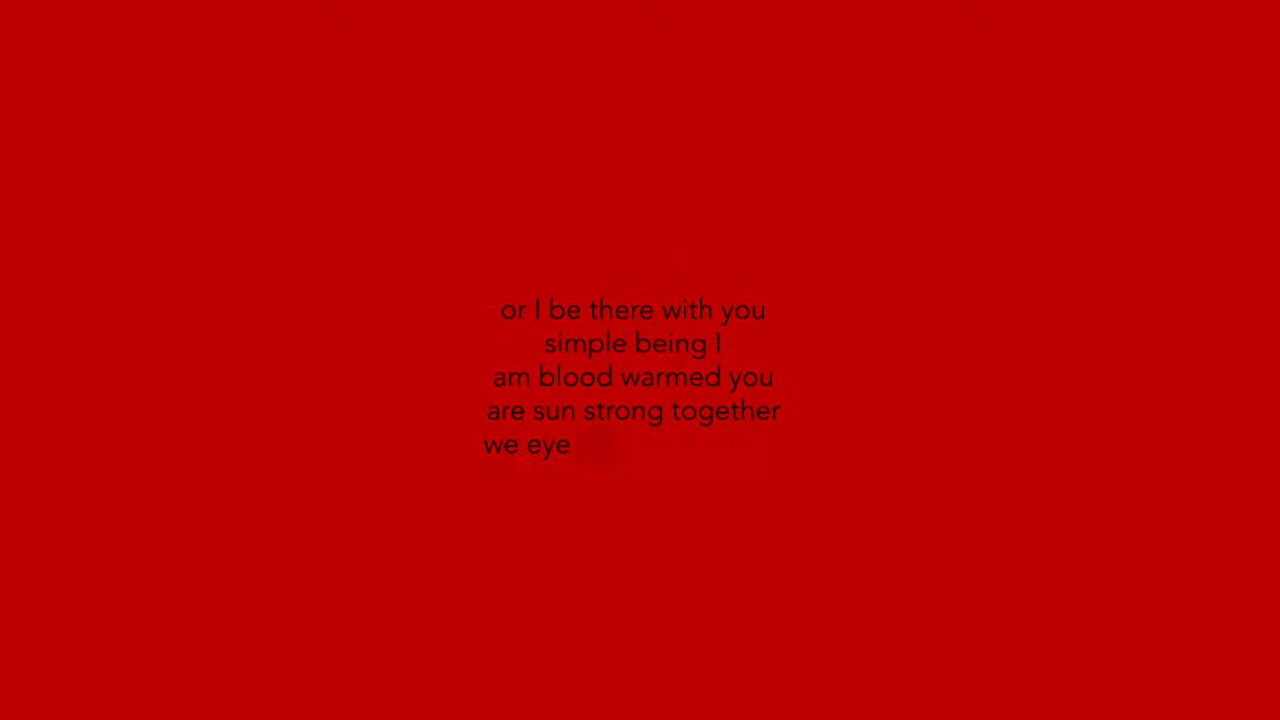 or I be there with you
simple being I
am blood warmed you
are sun strong together
we eye